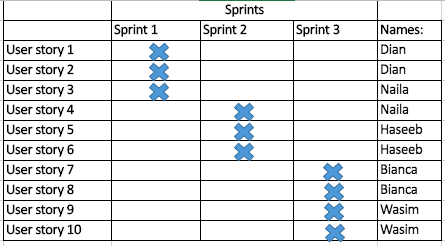 Sprints
Sprint 1 Sprint 2 Sprint 3 Names:
User story 1 Dian
User story 2 Dian
User story 3 Naila
User story 4 Naila
User story 5 Haseeb
User story 6 Haseeb
User story 7 Bianca
User story 8 Bianca
User story 9 Wasim
User story 10 Wasim